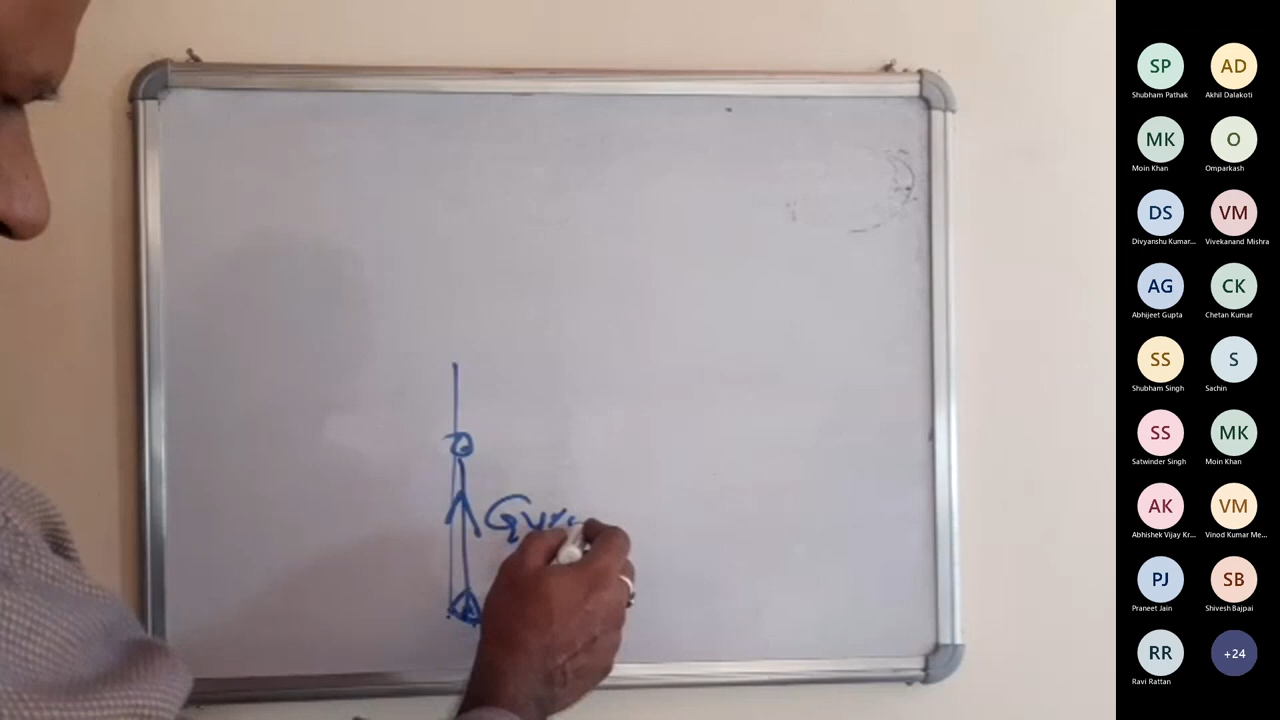 SP AD
Shubham Pathak Akhil Dalakoti
MK O
Moin Khan Omparkash
DS VM
Divyanshu Kumar... Vivekanand Mishra
AG CK
Abhijeet Gupta Chetan Kumar
SS S
Shubham Singh Sachin
SS MK
Satwinder Singh Moin Khan
AK VM
Abhishek Vijay Kr... Vinod Kumar Me...
PJ SB
Praneet Jain Shivesh Bajpai
RR +24
Ravi Rattan